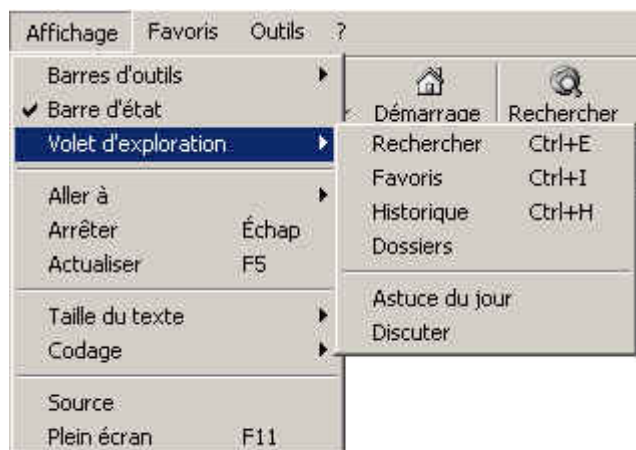 Affichage Favoris Outils ?
Barres d'outils
Barre d'état
Volet d'exploration
Aller à
Arrêter Échap
Actualiser F5
Taille du texte
Codage
Source
Plein écran F11
Démarrage Rechercher
Rechercher Ctrl+E
Favoris Ctrl+I
Historique Ctrl+H
Dossiers
Astuce du jour
Discuter